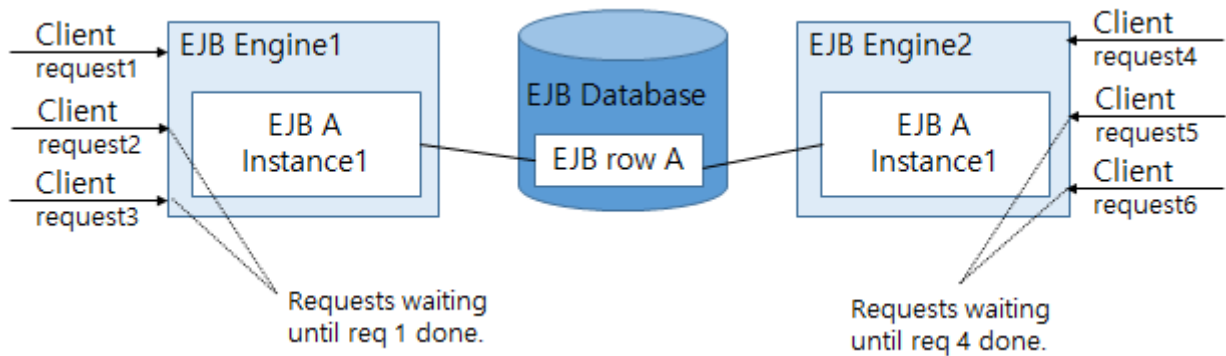 Client
request1
Client
request2
Client
request3
EJB Engine1
EJB A
Instance1
Requests waiting
until req 1 done.
EJB Database
EJB row A
EJB Engine2
EJB A
Instance1
Client
request4
Client
request5
Client
request6
Requests waiting
until req 4 done.